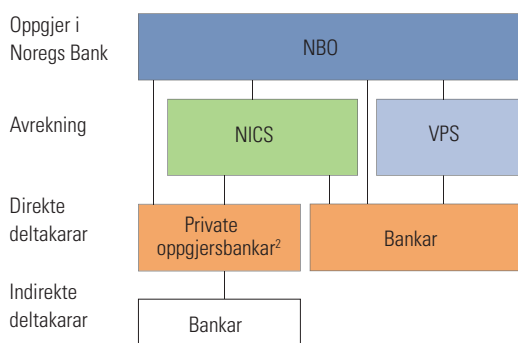 Oppgjer i
Noregs Bank
NBO
Avrekning
NICS
VPS
Direkte
deltakarar
Private
oppgjersbankar²
Bankar
Indirekte
deltakarar
Bankar